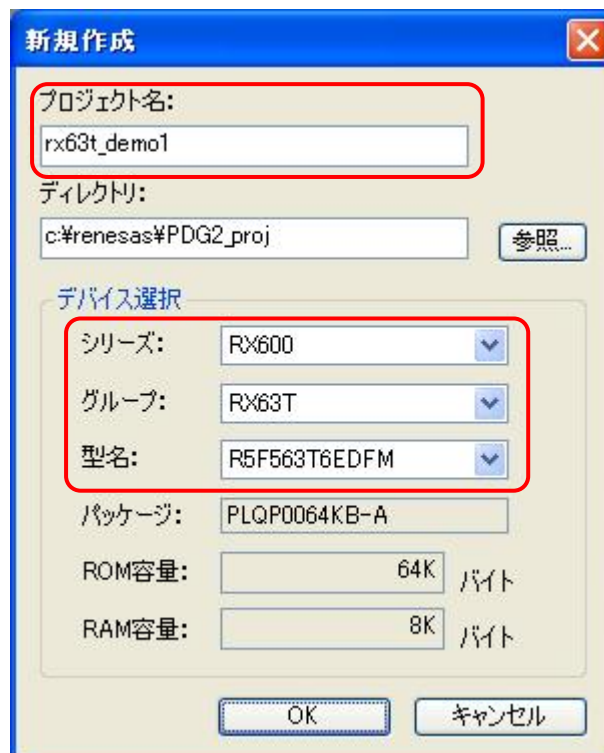 新規作成
プロジェクト名:
rx63t_demo1
ディレクトリ:
c:¥renesas¥PDG2_proj
参照...
デバイス選択
シリーズ:
RX600
グループ:
RX63T
型名:
R5F563T6EDFM
パッケージ:
PLQP0064KB-A
ROM容量:
64K バイト
RAM容量:
8K バイト
OK
キャンセル